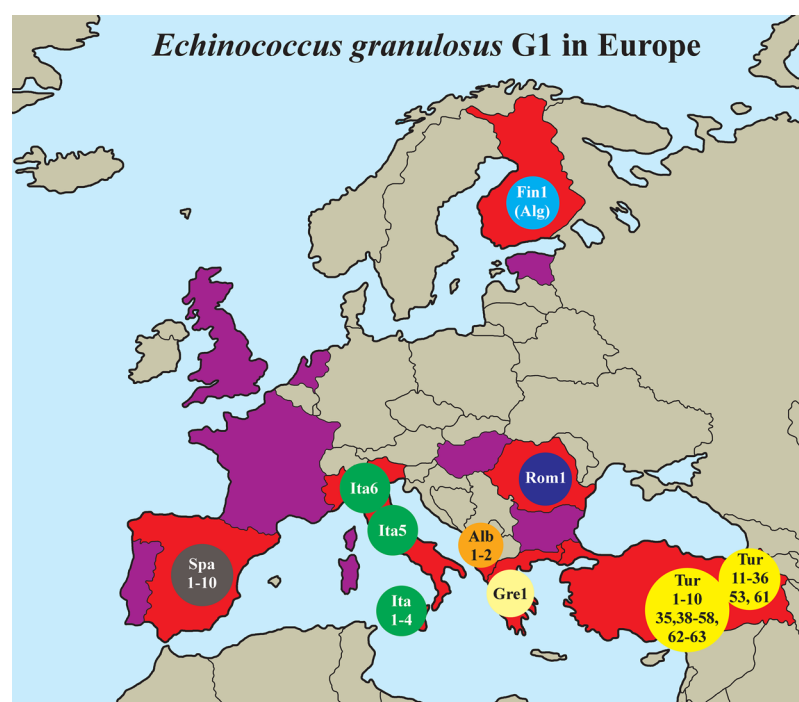 Echinococcus granulosus G1 in Europe
Fin1
(Alg)
Rom1
Ita6
Ita5
Alb
1-2
Spa
1-10
Ita
1-4
Gre1
Tur
1-10
35,38-58,
62-63
Tur
11-36
53, 61